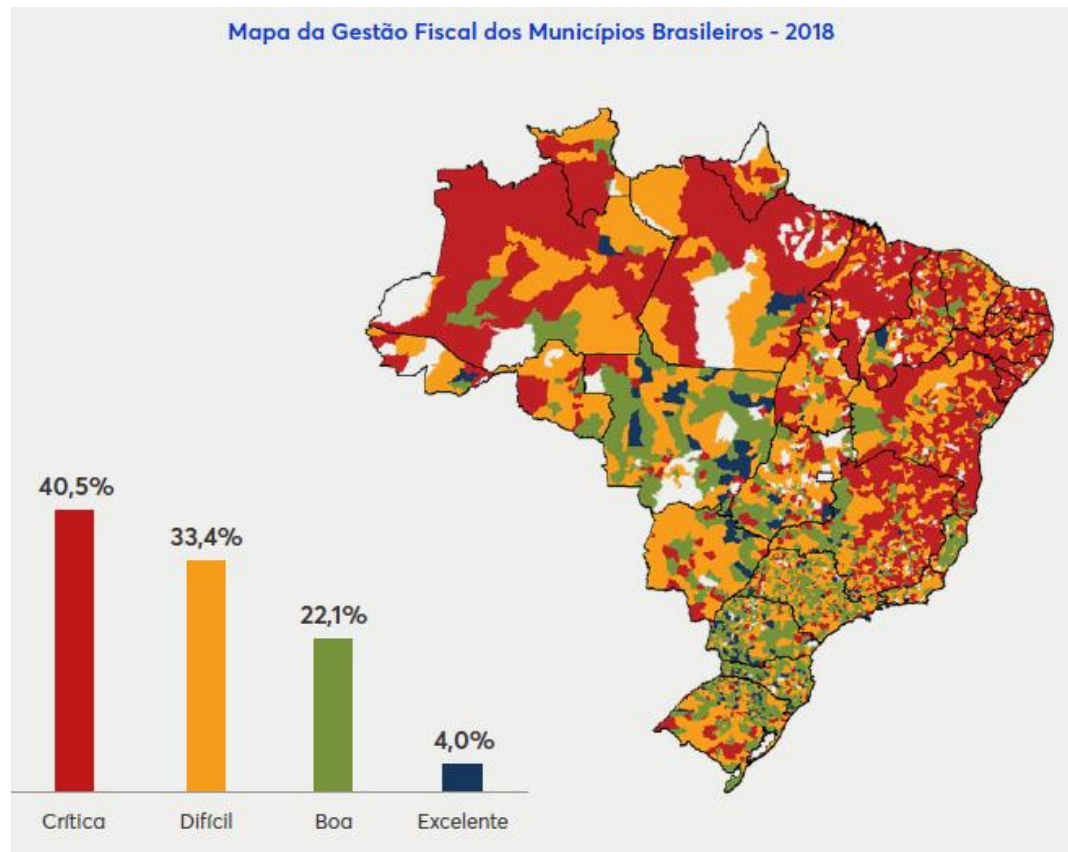 Mapa da Gestão Fiscal dos Municípios Brasileiros - 2018
40,5%
33,4%
22,1%
4,0%
Crítica
Difícil
Boa
Excelente